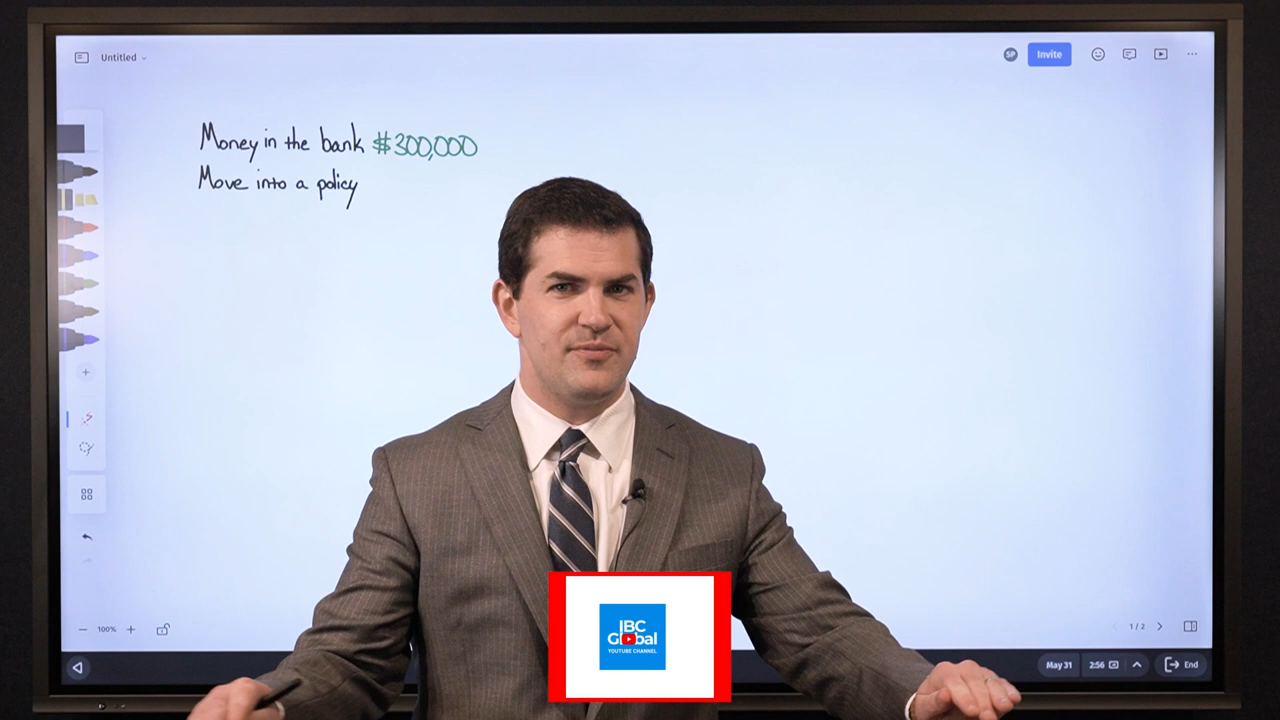 Untitled
SP
Invite
Money in the bank $300,000
Move into a policy
100%
1 / 2
May 31
2:56
End
IBC
Global
YOUTUBE CHANNEL